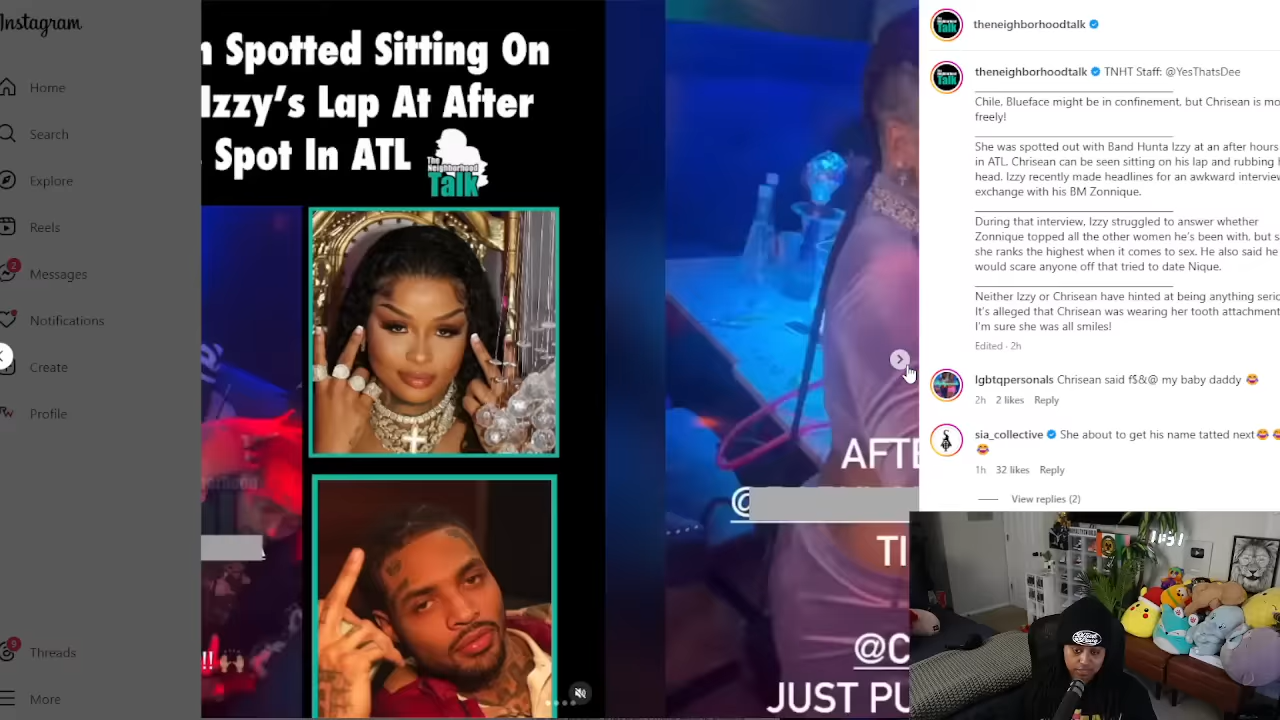 Instagram
Home
Search
Explore
Reels
2
Messages
Notifications
Create
Profile
9
Threads
More
Spotted Sitting On
Izzy's Lap At After
Spot In ATL
The
Neighborhood
Talk
@
AFTE
TI
@C
JUST PU
!!
theneighborhoodtalk
theneighborhoodtalk TNHT Staff: @YesThatsDee
Chile, Blueface might be in confinement, but Chrisean is mo
freely!
She was spotted out with Band Hunta Izzy at an after hours
in ATL. Chrisean can be seen sitting on his lap and rubbing h
head. Izzy recently made headlines for an awkward interview
exchange with his BM Zonnique.
During that interview, Izzy struggled to answer whether
Zonnique topped all the other women he's been with, but s
she ranks the highest when it comes to sex. He also said he
would scare anyone off that tried to date Nique.
Neither Izzy or Chrisean have hinted at being anything serio
It's alleged that Chrisean was wearing her tooth attachment
I'm sure she was all smiles!
Edited · 2h
lgbtqpersonals Chrisean said f$&@ my baby daddy 😂
2h 2 likes Reply
sia_collective She about to get his name tatted next😂
😂
1h 32 likes Reply
View replies (2)